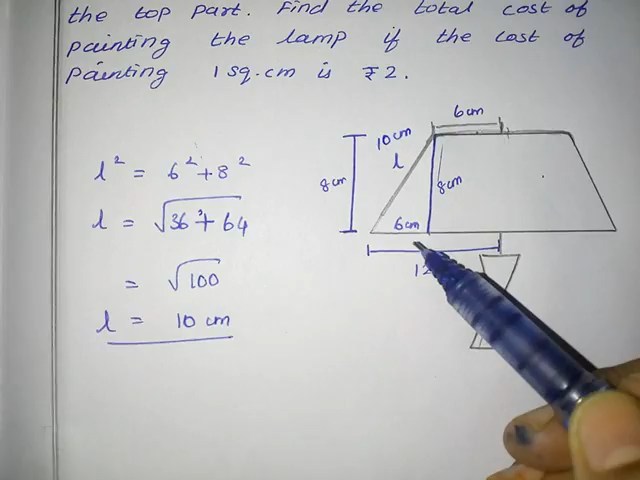 the top part. Find the total cost of
painting the lamp if the cost of
painting 1 sq.cm is ₹2.
l² = 6² + 8²
l = √36 + 64
= √100
l = 10 cm
6cm
10cm
l
8cm
8cm
6cm